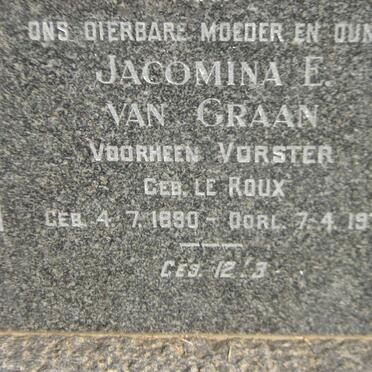 ONS DIERBARE MOEDER EN OUM
JACOMINA E.
VAN GRAAN
VOORHEEN VORSTER
GEB. LE ROUX
GEB. 4.7.1890 - OORL. 7-4.19
GES. 12:3